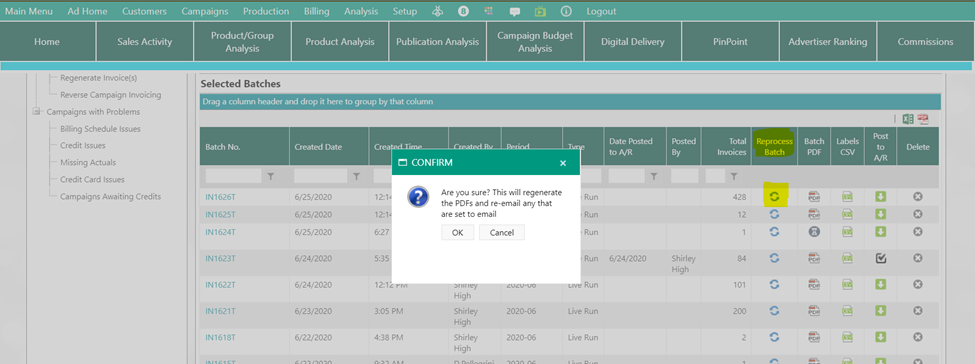 Main Menu Ad Home Customers Campaigns Production Billing Analysis Setup Logout
Home Sales Activity Product/Group Analysis Product Analysis Publication Analysis Campaign Budget Analysis Digital Delivery PinPoint Advertiser Ranking Commissions
Regenerate Invoice(s)
Reverse Campaign Invoicing
Campaigns with Problems
Billing Schedule Issues
Credit Issues
Missing Actuals
Credit Card Issues
Campaigns Awaiting Credits
Selected Batches
Drag a column header and drop it here to group by that column
Batch No. Created Date Created Time Created By Period Type Date Posted to A/R Posted By Total Invoices Reprocess Batch Batch PDF Labels CSV Post to A/R Delete
IN1626T 6/25/2020 12:14 428
IN1625T 6/25/2020 12:14 12
IN1624T 6/25/2020 6:27 1
IN1623T 6/24/2020 5:35 Live Run 6/24/2020 Shirley High 84
IN1622T 6/24/2020 12:12 PM Shirley High 2020-06 Live Run 101
IN1621T 6/23/2020 3:05 PM Shirley High 2020-06 Live Run 200
IN1618T 6/22/2020 4:38 PM Shirley High 2020-06 Live Run 2
CONFIRM
Are you sure? This will regenerate
the PDFs and re-email any that
are set to email
OK Cancel